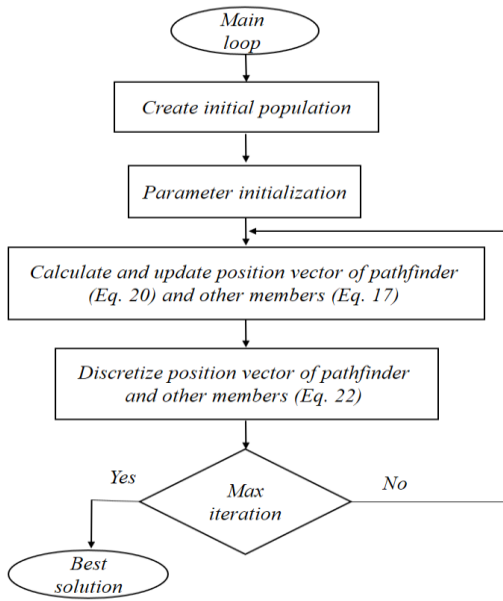 Main
loop
Create initial population
Parameter initialization
Calculate and update position vector of pathfinder
(Eq. 20) and other members (Eq. 17)
Discretize position vector of pathfinder
and other members (Eq. 22)
Yes
Max
iteration
No
Best
solution